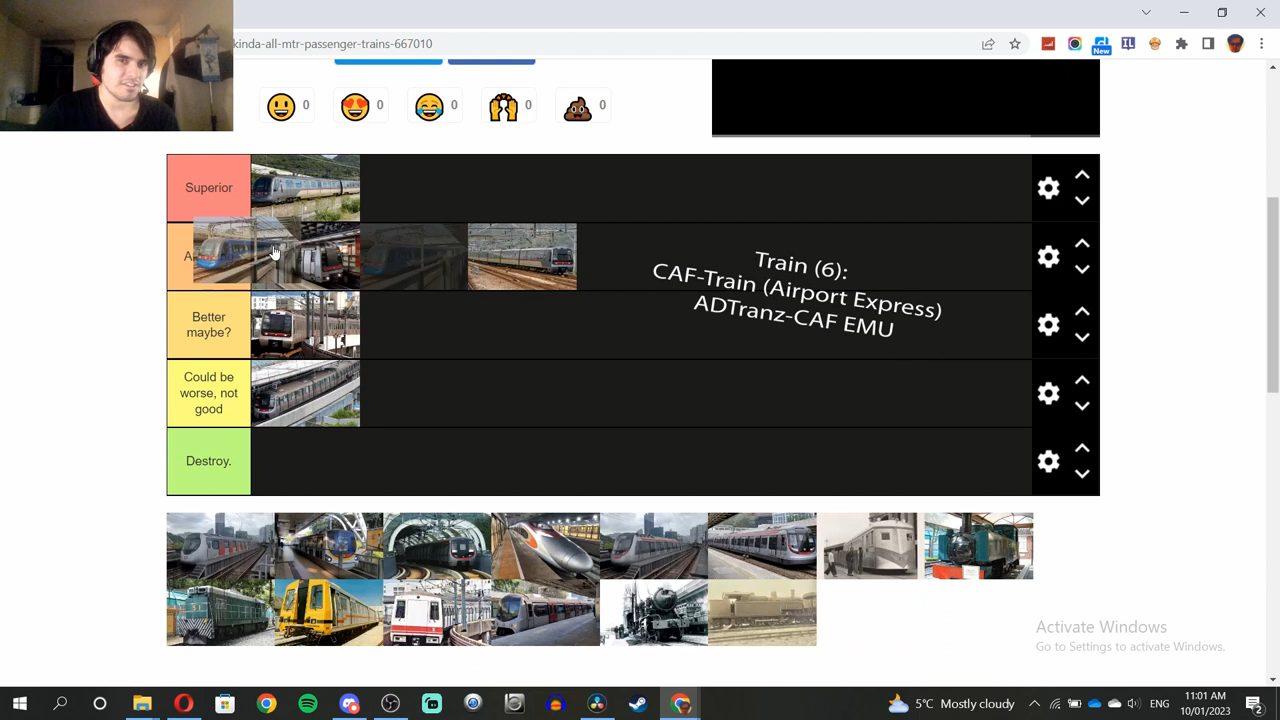 kinda-all-mtr-passenger-trains-667010
New
0
0
0
0
0
Superior
Better
maybe?
Could be
worse, not
good
Destroy.
Train (6):
CAF-Train (Airport Express)
ADTranz-CAF EMU
Activate Windows
Go to Settings to activate Windows.
5°C Mostly cloudy
ENG
11:01 AM
10/01/2023
2